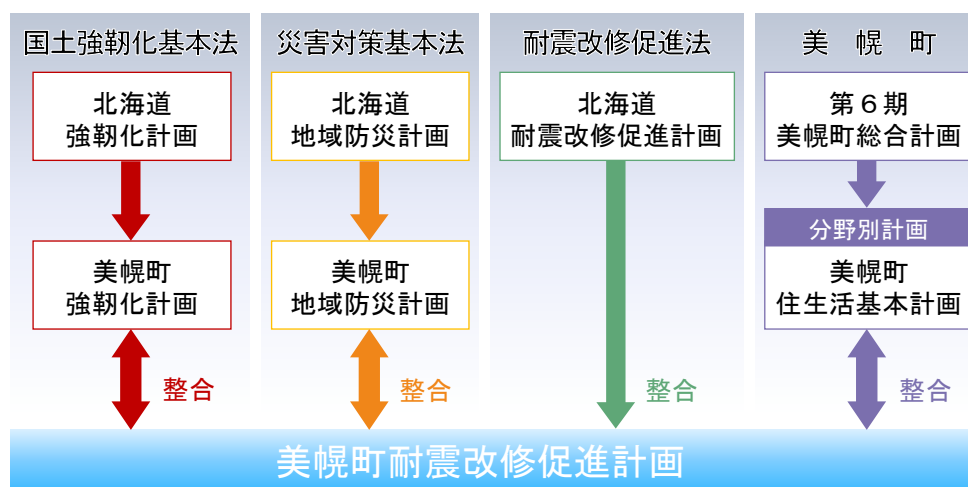 国土強靱化基本法
北海道
強靱化計画
美幌町
強靱化計画
整合
災害対策基本法
北海道
地域防災計画
美幌町
地域防災計画
整合
耐震改修促進法
北海道
耐震改修促進計画
整合
美　幌　町
第６期
美幌町総合計画
分野別計画
美幌町
住生活基本計画
整合
美幌町耐震改修促進計画